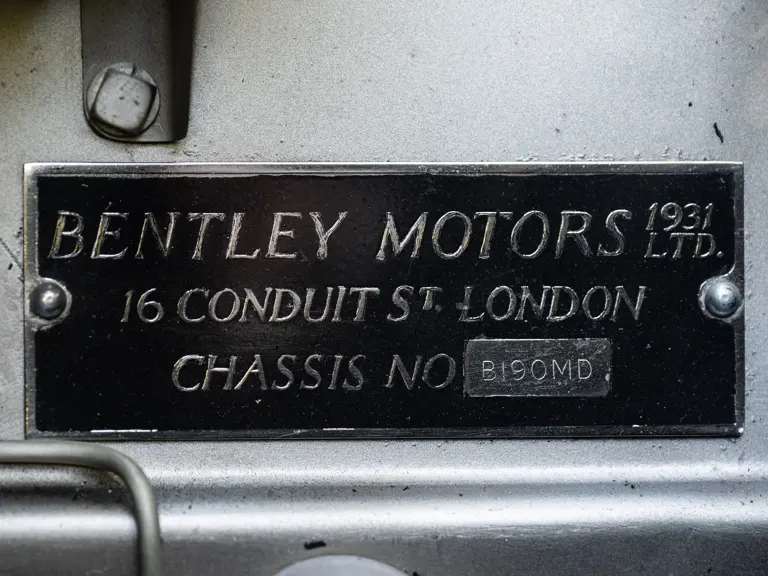 BENTLEY MOTORS 1931 LTD.
16 CONDUIT ST. LONDON
CHASSIS NO B190MD